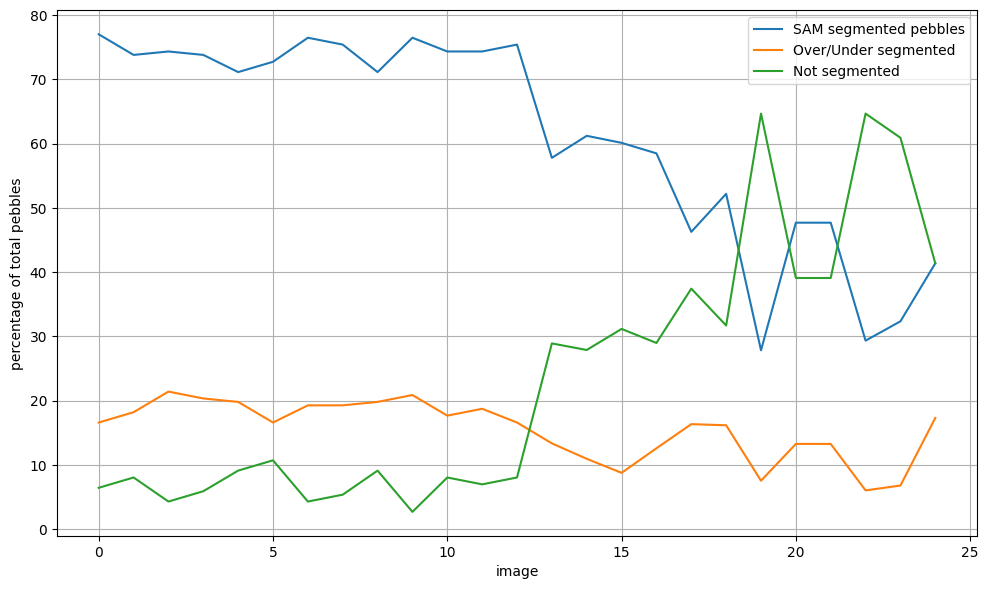 80
70
60
50
40
30
20
10
0
percentage of total pebbles
SAM segmented pebbles
Over/Under segmented
Not segmented
0 5 10 15 20 25
image